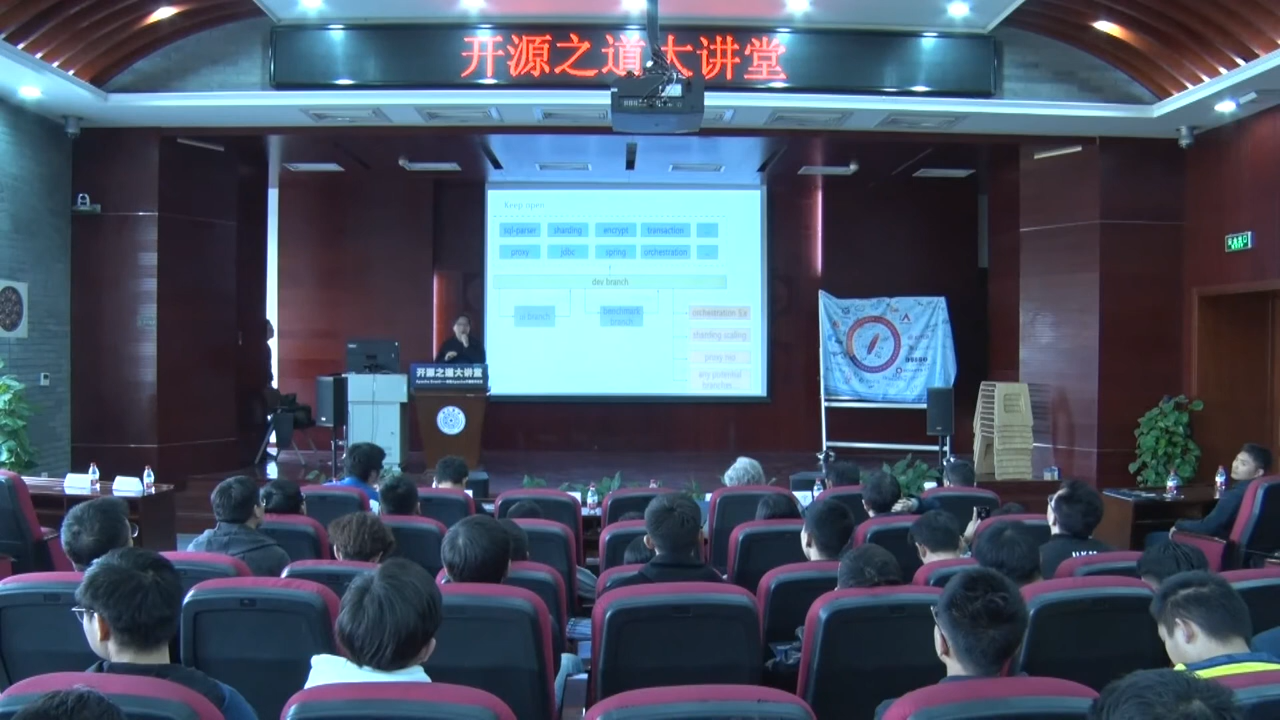 开源之道大讲堂
Keep open
sql-parser sharding encrypt transaction ...
proxy jdbc spring orchestration ...
dev branch
ui branch
benchmark
branch
orchestration 1.x
sharding scaling
proxy nio
any potential
branches...
开源之道大讲堂